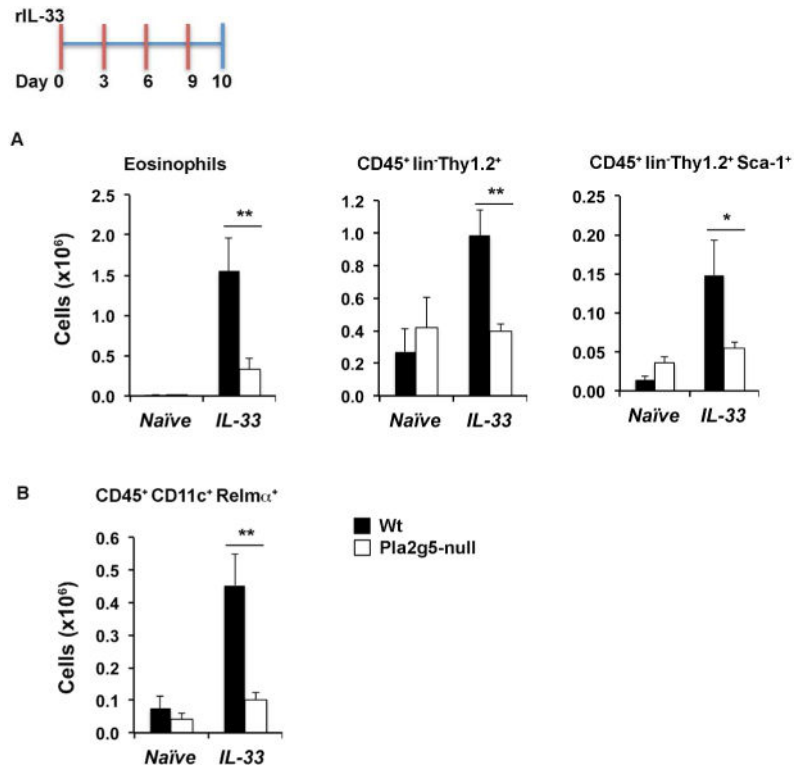 rIL-33
Day 0 3 6 9 10
A
Eosinophils
2.5
2.0
1.5
1.0
0.5
0.0
Cells (x10⁶)
**
Naïve IL-33
CD45⁺ lin⁻Thy1.2⁺
1.2
1.0
0.8
0.6
0.4
0.2
0.0
**
Naïve IL-33
CD45⁺ lin⁻Thy1.2⁺ Sca-1⁺
0.25
0.20
0.15
0.10
0.05
0.00
*
Naïve IL-33
B
CD45⁺ CD11c⁺ Relmα⁺
0.6
0.5
0.4
0.3
0.2
0.1
0.0
Cells (x10⁶)
**
Naïve IL-33
Wt
Pla2g5-null